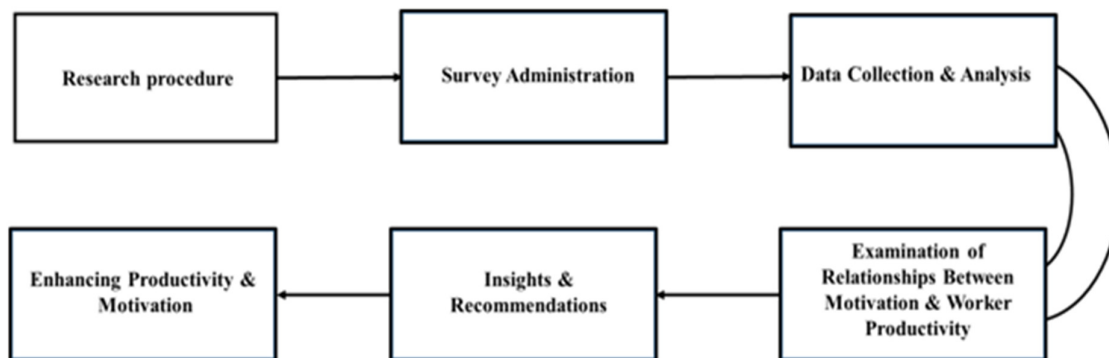 Research procedure
Survey Administration
Data Collection & Analysis
Examination of
Relationships Between
Motivation & Worker
Productivity
Insights &
Recommendations
Enhancing Productivity &
Motivation